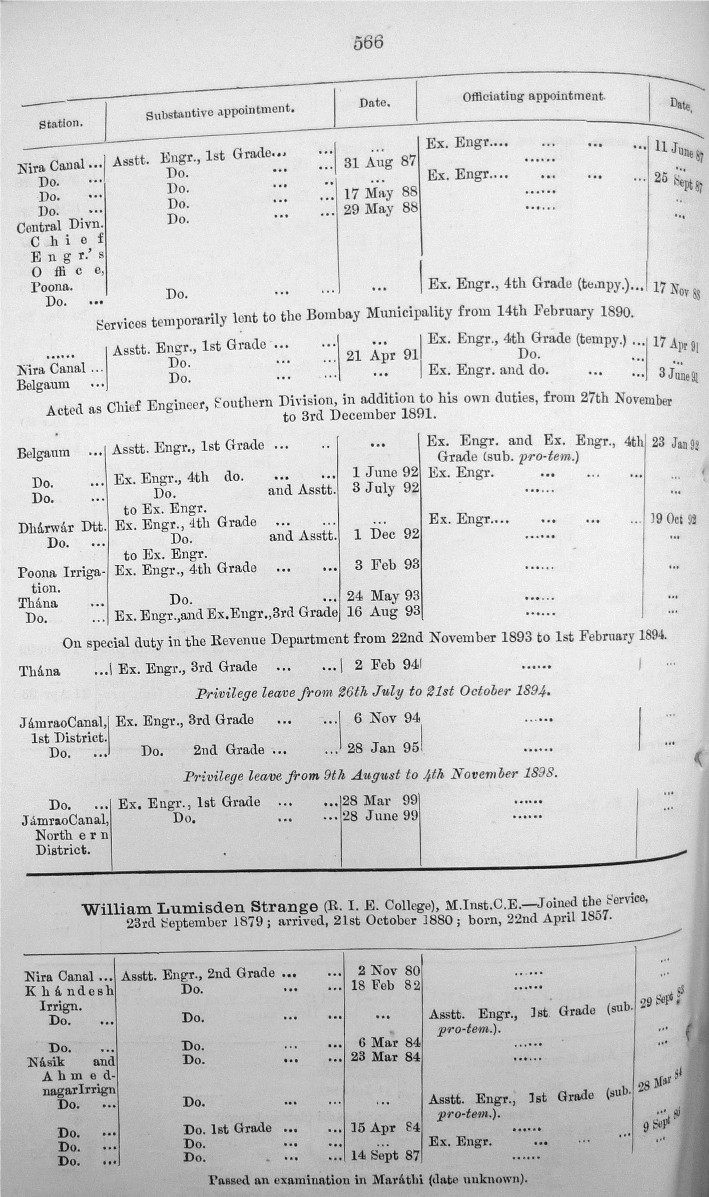 566
Station. Substantive appointment. Date. Officiating appointment. Date.
Nira Canal ... Asstt. Engr., 1st Grade... ... ... Ex. Engr.... ... ... ... 11 June 87
Do. ... Do. ... ... 31 Aug 87 ...... ...
Do. ... Do. ... .. ... Ex. Engr.... ... ... ... 25 Sept 87
Do. ... Do. ... ... 17 May 88 ...... ..
Central Divn. Do. ... ... 29 May 88 ...... ...
Chief
Engr.'s
Office,
Poona.
Do. ... Do. ... ... ... Ex. Engr., 4th Grade (tempy.)... 17 Nov 88
Services temporarily lent to the Bombay Municipality from 14th February 1890.
...... Asstt. Engr., 1st Grade ... ... ... Ex. Engr., 4th Grade (tempy.) ... 17 Apr 91
Nira Canal ... Do. ... ... 21 Apr 91 Do. ... ...
Belgaum ... Do. ... ... ... Ex. Engr. and do. ... ... 3 June 91
Acted as Chief Engineer, Southern Division, in addition to his own duties, from 27th November
to 3rd December 1891.
Belgaum ... Asstt. Engr., 1st Grade ... .. ... Ex. Engr. and Ex. Engr., 4th 23 Jan 92
Grade (sub. pro-tem.)
Do. ... Ex. Engr., 4th do. ... ... 1 June 92 Ex. Engr. ... ... ... ...
Do. ... Do. and Asstt. 3 July 92 ...... ...
to Ex. Engr.
Dhárwár Dtt. Ex. Engr., 4th Grade ... ... ... Ex. Engr.... ... ... ... 19 Oct 92
Do. ... Do. and Asstt. 1 Dec 92 ...... ...
to Ex. Engr.
Poona Irriga- Ex. Engr., 4th Grade ... ... 3 Feb 93 ...... ...
tion.
Thána ... Do. ... 24 May 93 ...... ...
Do. ... Ex. Engr., and Ex. Engr., 3rd Grade 16 Aug 93 ...... ...
On special duty in the Revenue Department from 22nd November 1893 to 1st February 1894.
Thána ... Ex. Engr., 3rd Grade ... ... 2 Feb 94 ...... ...
Privilege leave from 26th July to 21st October 1894.
JámraoCanal, Ex. Engr., 3rd Grade ... ... 6 Nov 94 ...... ...
1st District.
Do. ... Do. 2nd Grade ... ... 28 Jan 95 ...... ...
Privilege leave from 9th August to 4th November 1898.
Do. ... Ex. Engr., 1st Grade ... ... 28 Mar 99 ...... ...
JámraoCanal, Do. ... ... 28 June 99 ...... ...
Northern
District.
William Lumisden Strange (R. I. E. College), M.Inst.C.E.—Joined the Service,
23rd September 1879; arrived, 21st October 1880; born, 22nd April 1857.
Nira Canal ... Asstt. Engr., 2nd Grade ... ... 2 Nov 80 ...... ...
Khándesh Do. ... ... 18 Feb 82 ...... ...
Irrign.
Do. ... Do. ... ... ... Asstt. Engr., 1st Grade (sub. 29 Sept
pro-tem.).
Do. ... Do. ... ... 6 Mar 84 ...... ...
Násik and Do. ... ... 23 Mar 84 ...... ...
Ahmed-
nagarIrrign
Do. ... Do. ... ... ... Asstt. Engr., 1st Grade (sub. 28 Mar 84
pro-tem.).
Do. ... Do. 1st Grade ... ... 15 Apr 84 ...... ...
Do. ... Do. ... ... ... Ex. Engr. ... ... 9 Sept
Do. ... Do. ... ... 14 Sept 87 ...... ...
Passed an examination in Maráthi (date unknown).